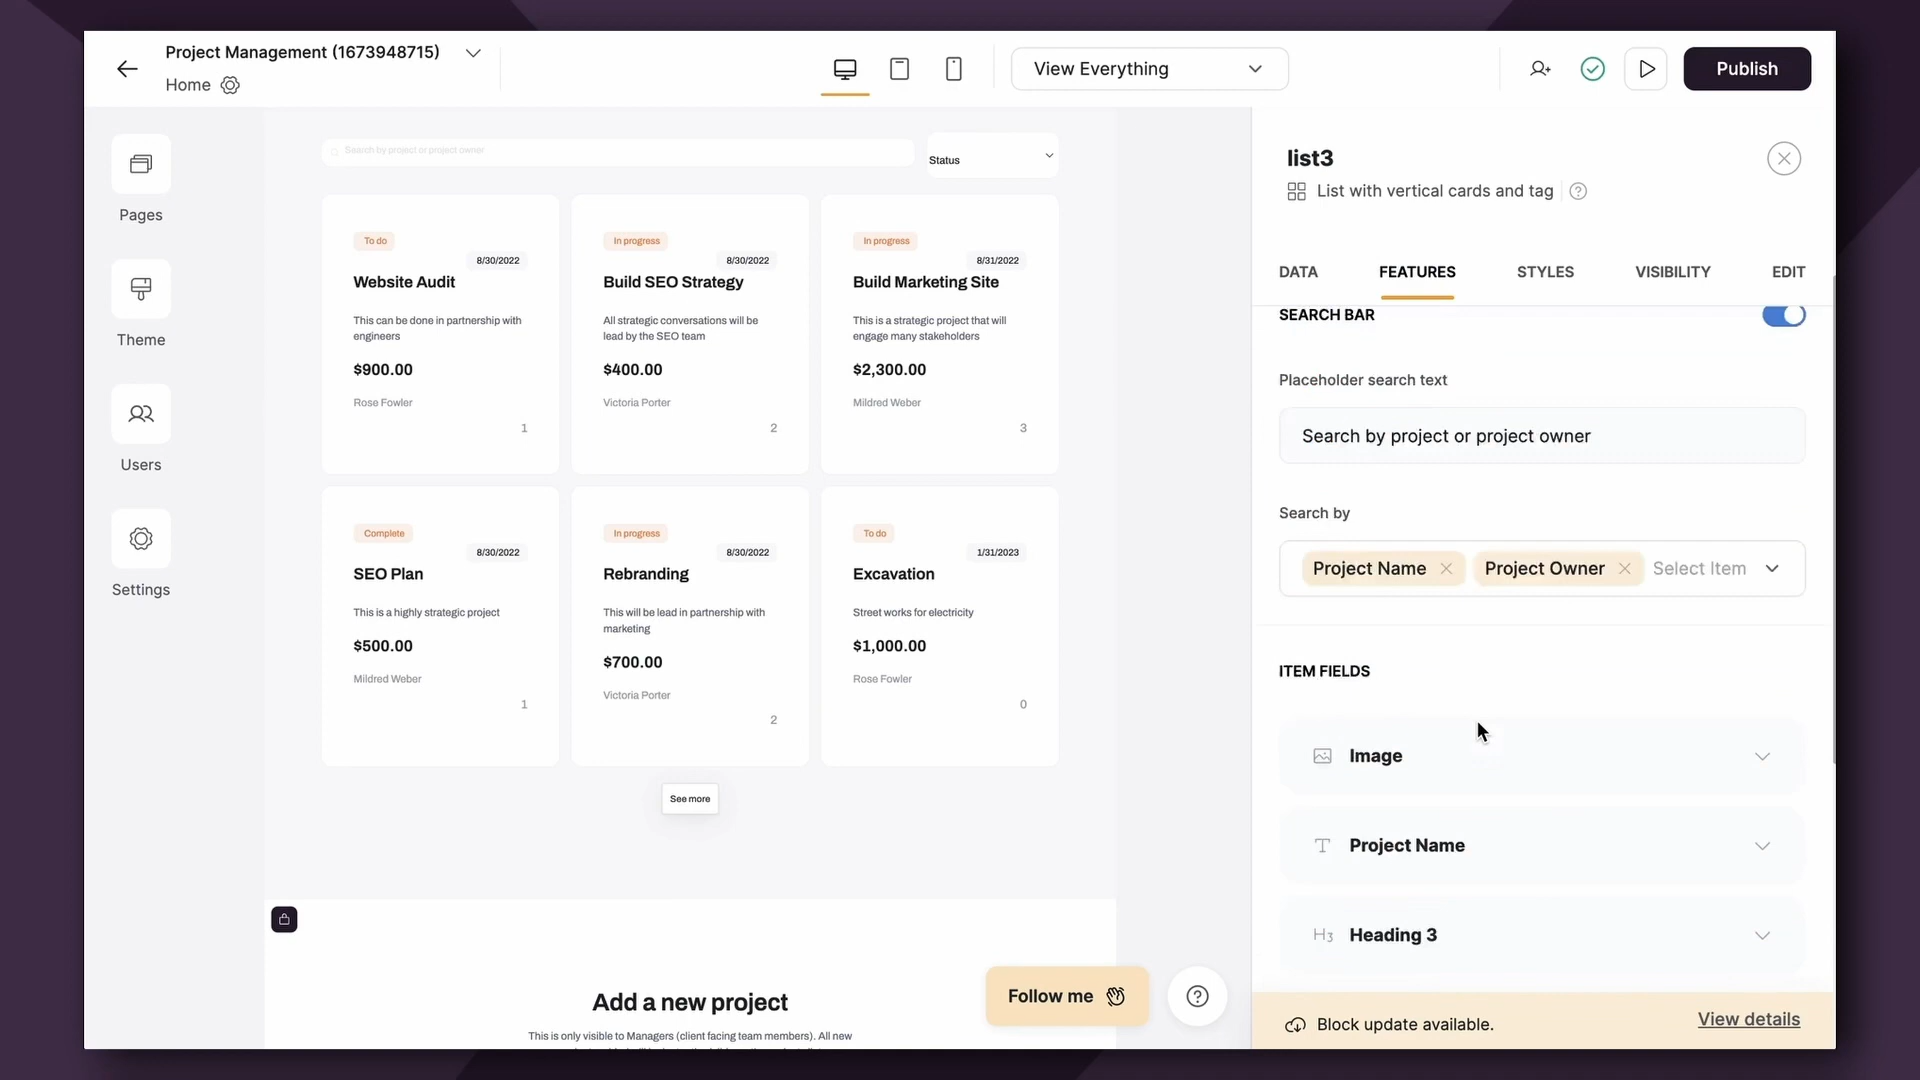 Project Management (1673948715)
Home
View Everything
Publish
Pages
Theme
Users
Settings
Search by project or project owner
Status
To do
8/30/2022
Website Audit
This can be done in partnership with
engineers
$900.00
Rose Fowler
1
In progress
8/30/2022
Build SEO Strategy
All strategic conversations will be
lead by the SEO team
$400.00
Victoria Porter
2
In progress
8/31/2022
Build Marketing Site
This is a strategic project that will
engage many stakeholders
$2,300.00
Mildred Weber
3
Complete
8/30/2022
SEO Plan
This is a highly strategic project
$500.00
Mildred Weber
1
In progress
8/30/2022
Rebranding
This will be lead in partnership with
marketing
$700.00
Victoria Porter
2
To do
1/31/2023
Excavation
Street works for electricity
$1,000.00
Rose Fowler
0
See more
Add a new project
This is only visible to Managers (client facing team members). All new
Follow me
list3
List with vertical cards and tag
DATA FEATURES STYLES VISIBILITY EDIT
SEARCH BAR
Placeholder search text
Search by project or project owner
Search by
Project Name Project Owner Select Item
ITEM FIELDS
Image
Project Name
H3 Heading 3
Block update available. View details